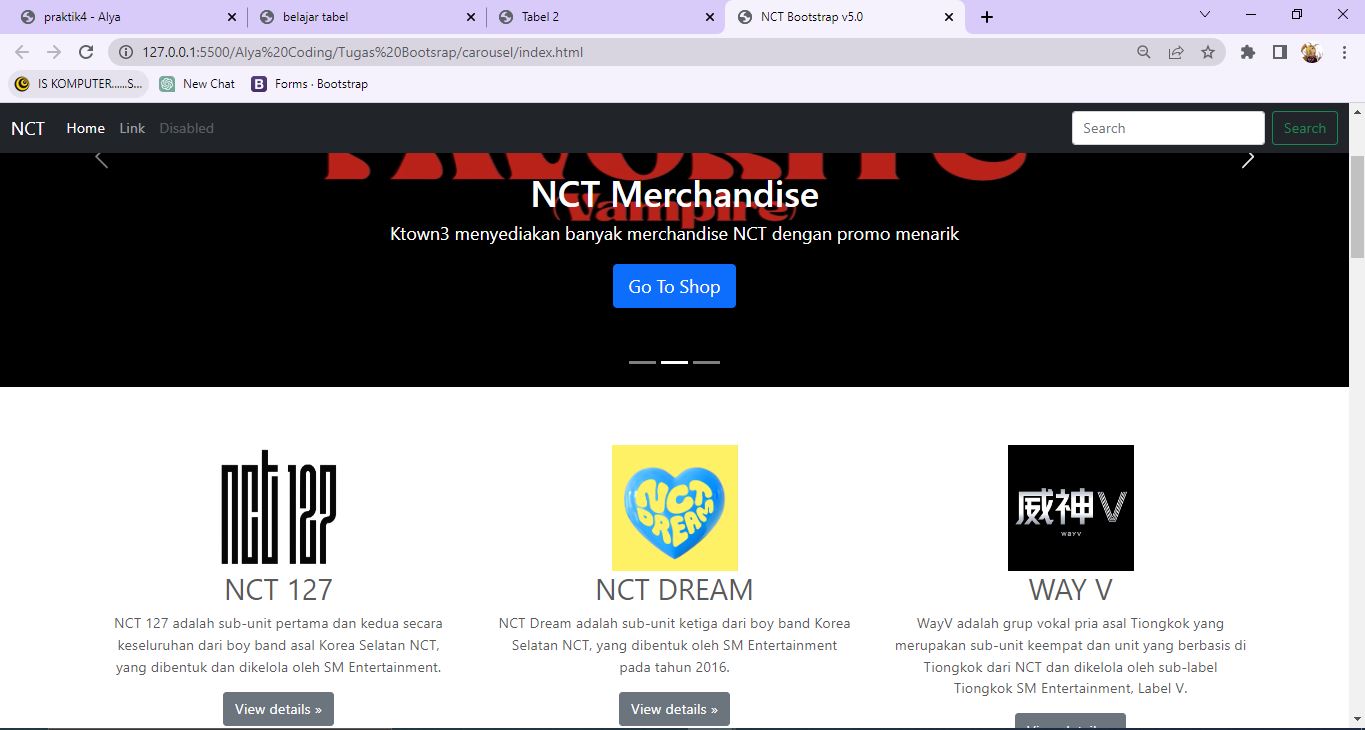 praktik4 - Alya
belajar tabel
Tabel 2
NCT Bootstrap v5.0
127.0.0.1:5500/Alya%20Coding/Tugas%20Bootsrap/carousel/index.html
IS KOMPUTER......S...
New Chat
Forms · Bootstrap
NCT Home Link Disabled
Search
Search
NCT Merchandise
(Vampire)
Ktown3 menyediakan banyak merchandise NCT dengan promo menarik
Go To Shop
nct 127
NCT 127
NCT 127 adalah sub-unit pertama dan kedua secara
keseluruhan dari boy band asal Korea Selatan NCT,
yang dibentuk dan dikelola oleh SM Entertainment.
View details »
NCT
DREAM
NCT DREAM
NCT Dream adalah sub-unit ketiga dari boy band Korea
Selatan NCT, yang dibentuk oleh SM Entertainment
pada tahun 2016.
View details »
威神V
wayv
WAY V
WayV adalah grup vokal pria asal Tiongkok yang
merupakan sub-unit keempat dan unit yang berbasis di
Tiongkok dari NCT dan dikelola oleh sub-label
Tiongkok SM Entertainment, Label V.